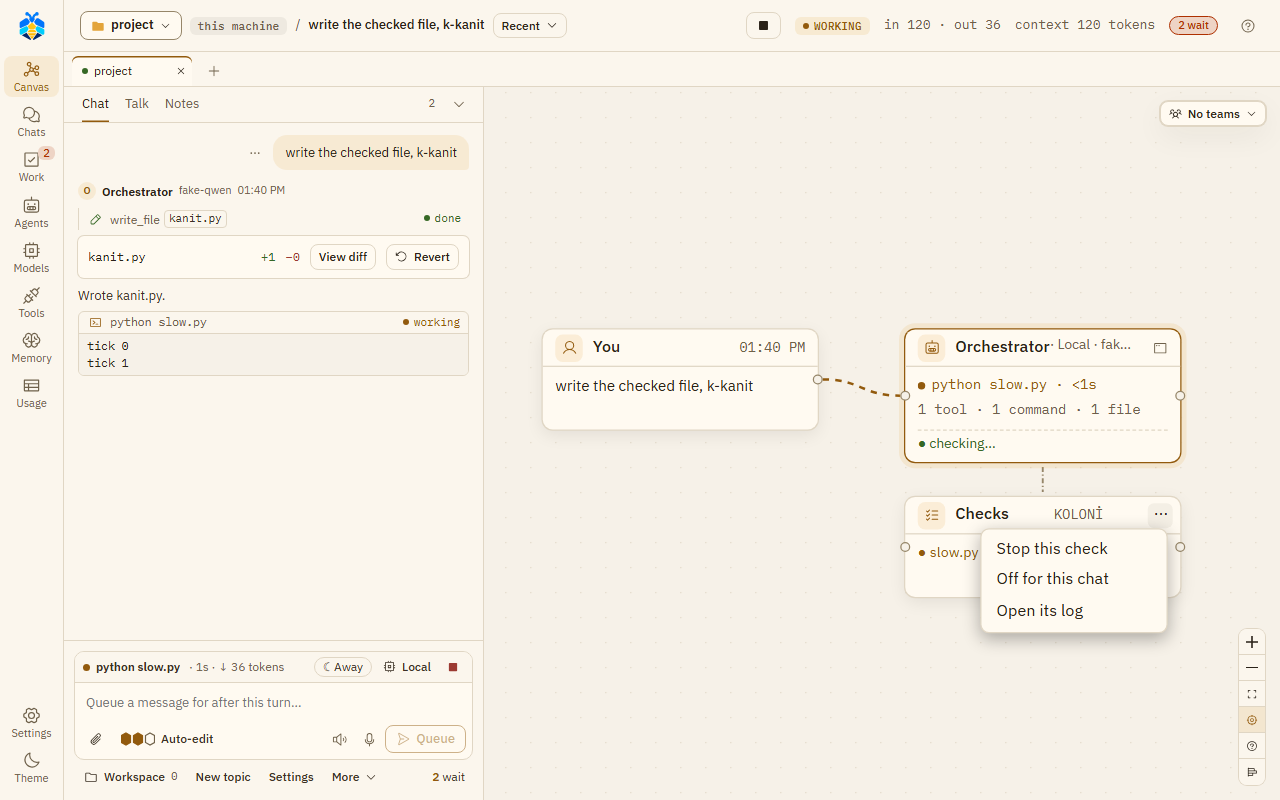 project
this machine
/
write the checked file, k-kanit
Recent
WORKING
in 120 · out 36
context 120 tokens
2 wait
Canvas
Chats
2
Work
Agents
Models
Tools
Memory
Usage
Settings
Theme
project
Chat
Talk
Notes
2
write the checked file, k-kanit
O
Orchestrator
fake-qwen
01:40 PM
write_file
kanit.py
done
kanit.py
+1 −0
View diff
Revert
Wrote kanit.py.
python slow.py
working
tick 0
tick 1
python slow.py · 1s · ↓ 36 tokens
Away
Local
Queue a message for after this turn...
Auto-edit
Queue
Workspace 0
New topic
Settings
More
2 wait
No teams
You
01:40 PM
write the checked file, k-kanit
Orchestrator · Local · fak...
python slow.py · <1s
1 tool · 1 command · 1 file
checking...
Checks
KOLONİ
slow.py
Stop this check
Off for this chat
Open its log